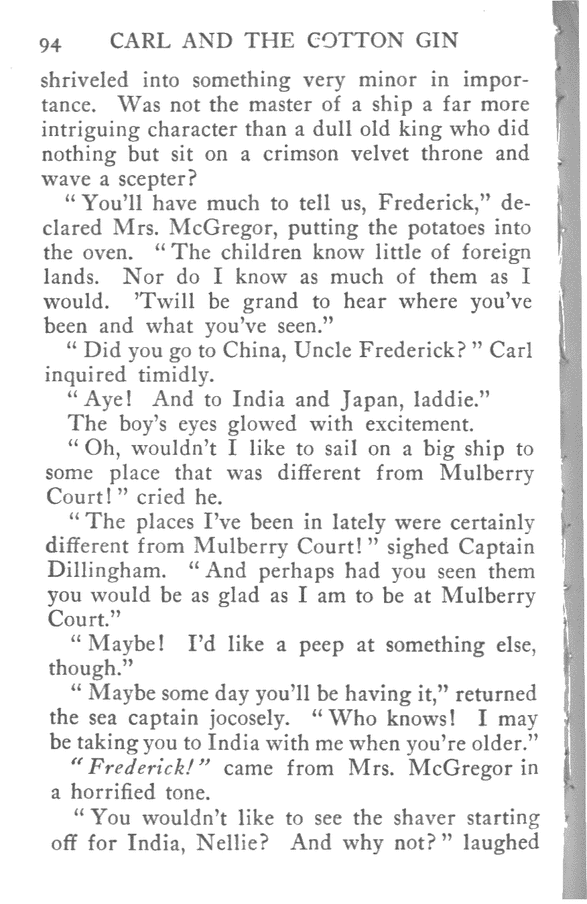 94 CARL AND THE COTTON GIN
shriveled into something very minor in impor-
tance. Was not the master of a ship a far more
intriguing character than a dull old king who did
nothing but sit on a crimson velvet throne and
wave a scepter?
“ You’ll have much to tell us, Frederick,” de-
clared Mrs. McGregor, putting the potatoes into
the oven. “ The children know little of foreign
lands. Nor do I know as much of them as I
would. ’Twill be grand to hear where you’ve
been and what you’ve seen.”
“ Did you go to China, Uncle Frederick? ” Carl
inquired timidly.
“ Aye! And to India and Japan, laddie.”
The boy’s eyes glowed with excitement.
“ Oh, wouldn’t I like to sail on a big ship to
some place that was different from Mulberry
Court! ” cried he.
“ The places I’ve been in lately were certainly
different from Mulberry Court! ” sighed Captain
Dillingham. “ And perhaps had you seen them
you would be as glad as I am to be at Mulberry
Court.”
“ Maybe! I’d like a peep at something else,
though.”
“ Maybe some day you’ll be having it,” returned
the sea captain jocosely. “ Who knows! I may
be taking you to India with me when you’re older.”
“ Frederick! ” came from Mrs. McGregor in
a horrified tone.
“ You wouldn’t like to see the shaver starting
off for India, Nellie? And why not? ” laughed